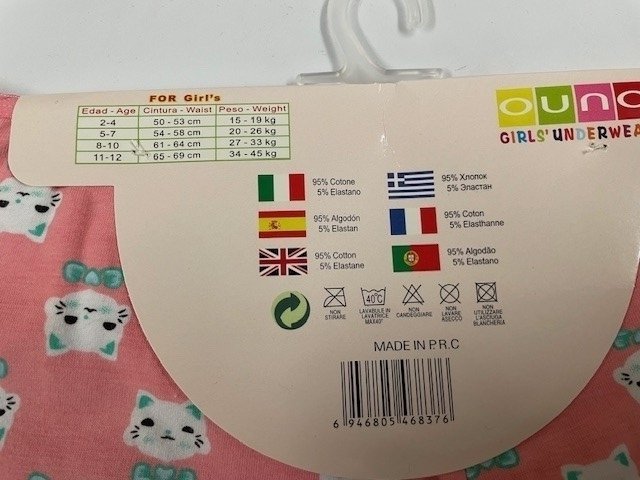 FOR Girl's
Edad - Age Cintura - Waist Peso - Weight
2-4 50 - 53 cm 15 - 19 kg
5-7 54 - 58 cm 20 - 26 kg
8-10 61 - 64 cm 27 - 33 kg
11-12 65 - 69 cm 34 - 45 kg
ouno
GIRLS' UNDERWEA
95% Cotone
5% Elastano
95% Хлопок
5% Эластан
95% Algodón
5% Elastan
95% Coton
5% Elasthanne
95% Cotton
5% Elastane
95% Algodão
5% Elastano
40°C
NON
STIRARE
LAVABILE IN
LAVATRICE
MAX40°
NON
CANDEGGIARE
NON
LAVARE
ASECCO
NON
UTILIZZARE
L'ASCIUGA
BLANCHERIA
MADE IN P.R.C
6 946805 468376